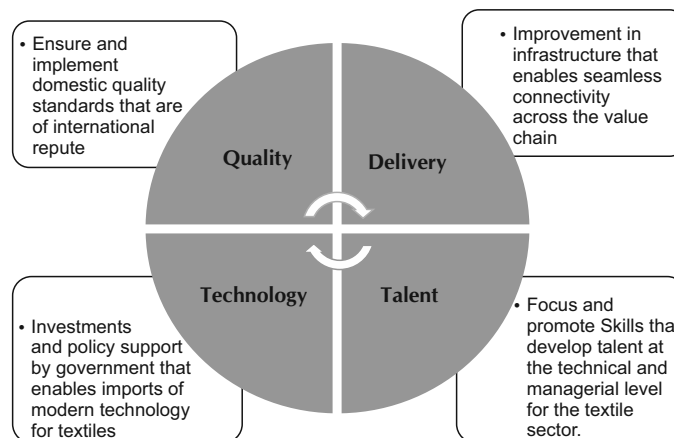 • Ensure and
implement
domestic quality
standards that are
of international
repute
• Improvement in
infrastructure that
enables seamless
connectivity
across the value
chain
Quality
Delivery
Technology
Talent
• Investments
and policy support
by government that
enables imports of
modern technology
for textiles
• Focus and
promote Skills tha
develop talent at
the technical and
managerial level
for the textile
sector.